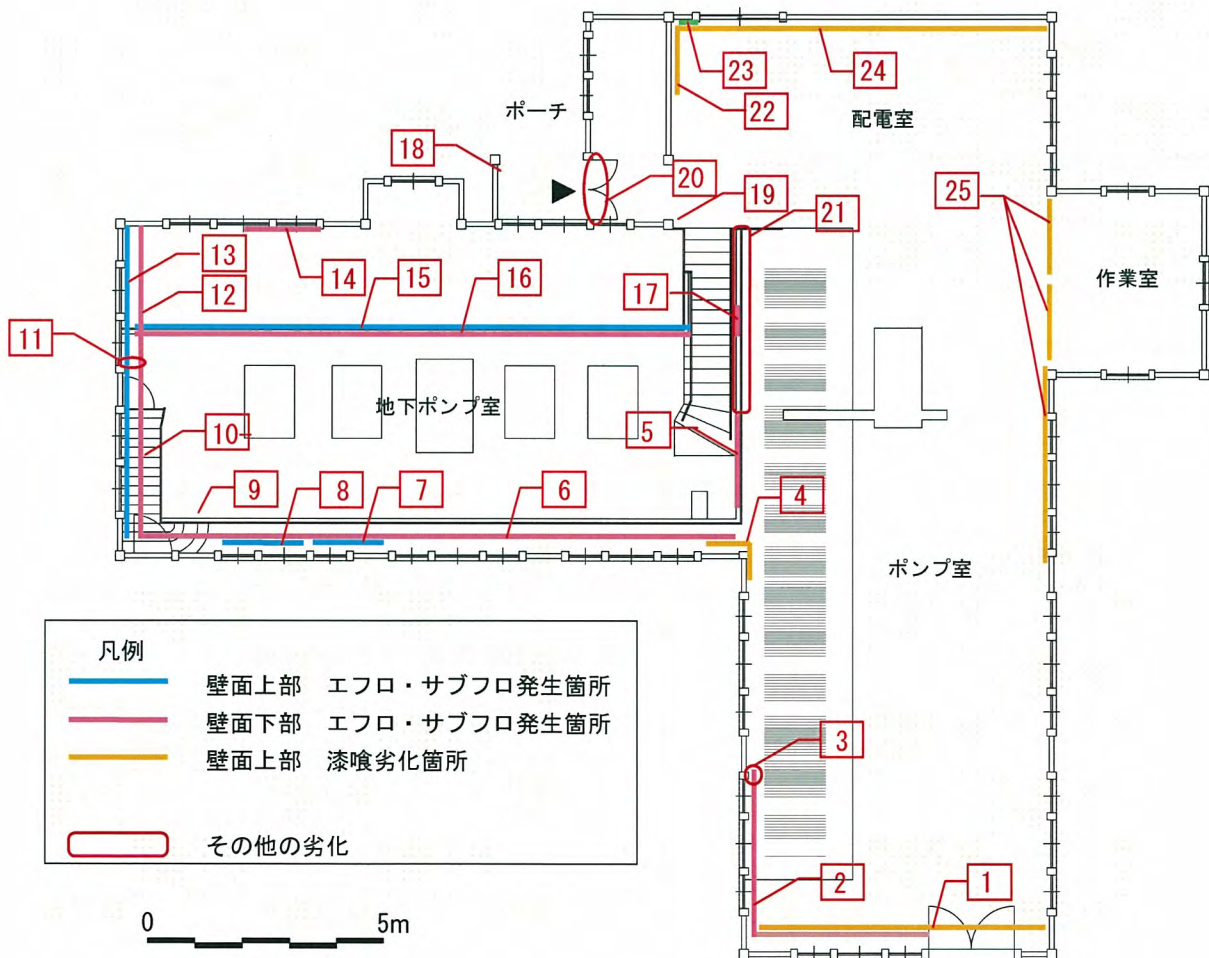 23
24
22
ポーチ
配電室
18
20
19
25
21
13
14
15
16
12
17
作業室
11
地下ポンプ室
10
5
9
8
7
6
4
ポンプ室
凡例
壁面上部 エフロ・サブフロ発生箇所
壁面下部 エフロ・サブフロ発生箇所
壁面上部 漆喰劣化箇所
その他の劣化
3
2
1
0 5m